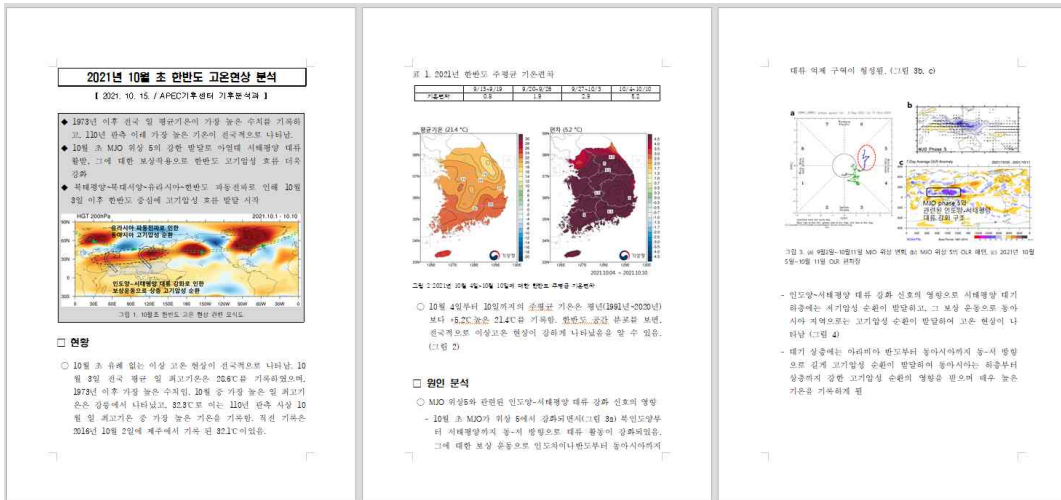 2021년 10월 초 한반도 고온현상 분석
[ 2021. 10. 15. / APEC기후센터 기후분석과 ]
◆ 1973년 이후 전국 일 평균기온이 가장 높은 수치를 기록하
고, 110년 관측 이래 가장 높은 기온이 전국적으로 나타남.
◆ 10월 초 MJO 위상 5의 강한 발달로 아열대 서태평양 대류
활발, 그에 대한 보상작용으로 한반도 고기압성 흐름 더욱
강화
◆ 북태평양-북대서양-유라시아-한반도 파동전파로 인해 10월
3일 이후 한반도 중심에 고기압성 흐름 발달 시작
HGT 200hPa
2021.10.1 - 10.10
유라시아 파동전파로 인한
동아시아 고기압성 순환
인도양-서태평양 대류 강화로 인한
보상운동으로 상층 고기압성 순환
그림 1. 10월초 한반도 고온 현상 관련 모식도
□ 현황
○ 10월 초 유례 없는 이상 고온 현상이 전국적으로 나타남. 10
월 3일 전국 평균 일 최고기온은 28.6℃를 기록하였으며,
1973년 이후 가장 높은 수치임. 10월 중 가장 높은 일 최고기
온은 강릉에서 나타났고, 32.3℃로 이는 110년 관측 사상 10
월 일 최고기온 중 가장 높은 기온을 기록함. 직전 기록은
2016년 10월 2일에 제주에서 기록 된 32.1℃이었음.
표 1. 2021년 한반도 주평균 기온편차
9/13-9/19 9/20-9/26 9/27-10/3 10/4-10/10
기온편차 0.8 1.9 2.9 5.2
평균기온 (21.4 °C)
편차 (5.2 °C)
기상청
기상청
2021.10.04 ~ 2021.10.10
그림 2 2021년 10월 4일~10월 10일에 대한 한반도 주평균 기온편차
○ 10월 4일부터 10일까지의 주평균 기온은 평년(1991년~2020년)
보다 +5.2℃ 높은 21.4℃를 기록함. 한반도 공간 분포를 보면,
전국적으로 이상고온 현상이 강하게 나타났음을 알 수 있음.
(그림 2)
□ 원인 분석
○ MJO 위상5와 관련된 인도양-서태평양 대류 강화 신호의 영향
- 10월 초 MJO가 위상 5에서 강화되면서(그림 3a) 북인도양부
터 서태평양까지 동-서 방향으로 대류 활동이 강화되었음.
그에 대한 보상 운동으로 인도차이나반도부터 동아시아까지
대류 억제 구역이 형성됨. (그림 3b, c)
a
b
MJO Phase 5
c
7-Day Average OLR Anomaly
MJO phase 5와
관련된 인도양-서태평양
대류 강화 구조
그림 3. (a) 9월2일~10월11일 MJO 위상 변화, (b) MJO 위상 5의 OLR 패턴, (c) 2021년 10월
5일~10월 11일 OLR 편차장
- 인도양-서태평양 대류 강화 신호의 영향으로 서태평양 대기
하층에는 저기압성 순환이 발달하고, 그 보상 운동으로 동아
시아 지역으로는 고기압성 순환이 발달하여 고온 현상이 나
타남 (그림 4)
- 대기 상층에는 아라비아 반도부터 동아시아까지 동-서 방향
으로 길게 고기압성 순환이 발달하여 동아시아는 하층부터
상층까지 강한 고기압성 순환의 영향을 받으며 매우 높은
기온을 기록하게 됨